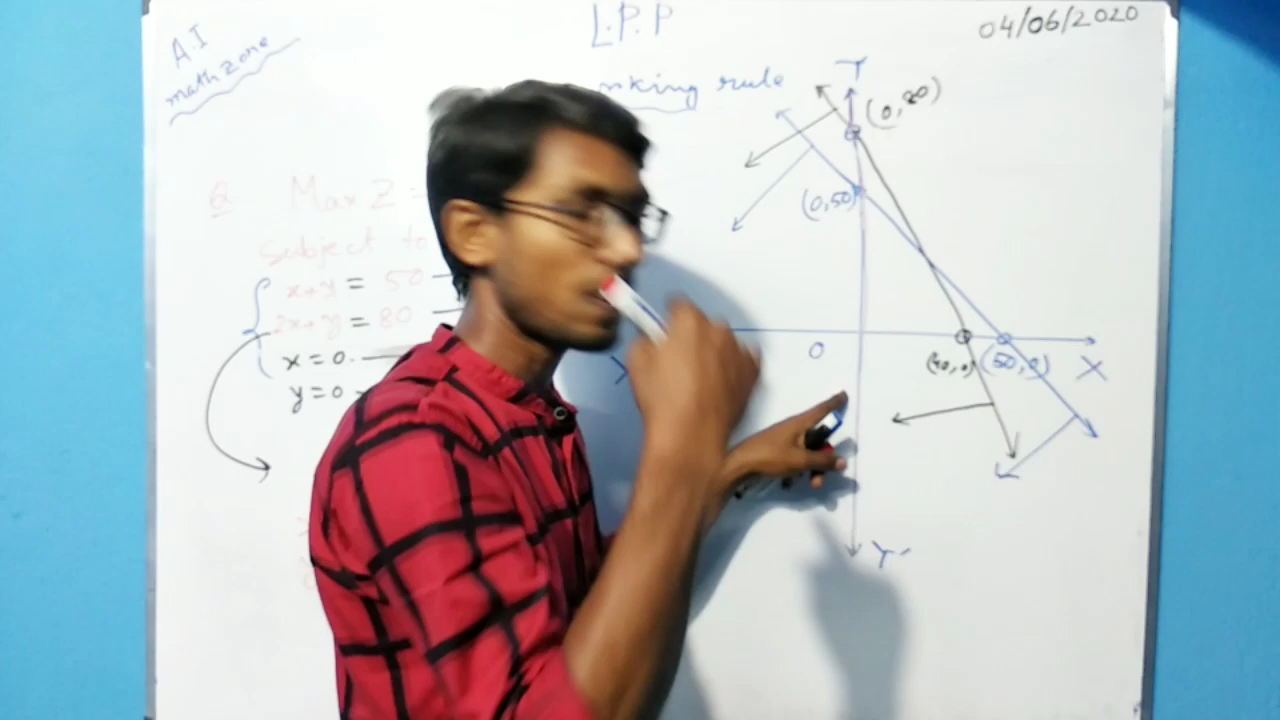 A.I
math zone
L.P.P
04/06/2020
rule
Q
Max Z =
Subject to
x+y = 50
2x+y = 80
x = 0
y = 0
Y
(0,80)
(0,50)
O
(40,0)
(50,0)
X
Y'